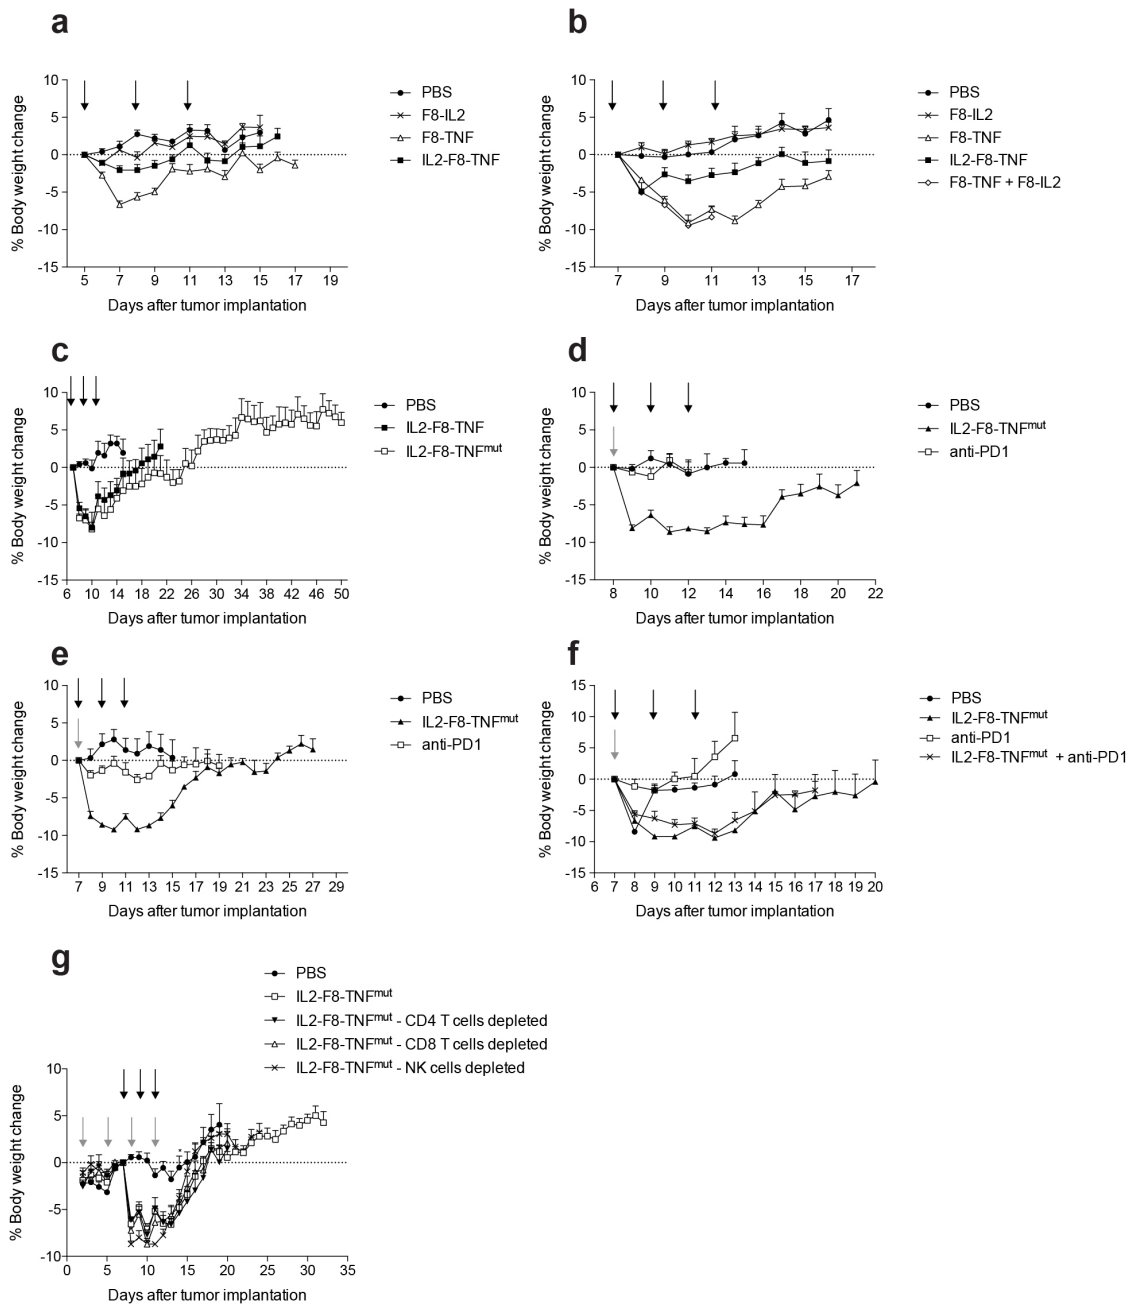 a
10
5
0
-5
-10
-15
% Body weight change
5 7 9 11 13 15 17 19
Days after tumor implantation
PBS
F8-IL2
F8-TNF
IL2-F8-TNF
b
10
5
0
-5
-10
-15
% Body weight change
7 9 11 13 15 17
Days after tumor implantation
PBS
F8-IL2
F8-TNF
IL2-F8-TNF
F8-TNF + F8-IL2
c
10
5
0
-5
-10
-15
% Body weight change
6 10 14 18 22 26 30 34 38 42 46 50
Days after tumor implantation
PBS
IL2-F8-TNF
IL2-F8-TNFmut
d
10
5
0
-5
-10
-15
% Body weight change
8 10 12 14 16 18 20 22
Days after tumor implantation
PBS
IL2-F8-TNFmut
anti-PD1
e
10
5
0
-5
-10
-15
% Body weight change
7 9 11 13 15 17 19 21 23 25 27 29
Days after tumor implantation
PBS
IL2-F8-TNFmut
anti-PD1
f
15
10
5
0
-5
-10
-15
% Body weight change
6 7 8 9 10 11 12 13 14 15 16 17 18 19 20
Days after tumor implantation
PBS
IL2-F8-TNFmut
anti-PD1
IL2-F8-TNFmut + anti-PD1
g
PBS
IL2-F8-TNFmut
IL2-F8-TNFmut - CD4 T cells depleted
IL2-F8-TNFmut - CD8 T cells depleted
IL2-F8-TNFmut - NK cells depleted
10
5
0
-5
-10
% Body weight change
0 5 10 15 20 25 30 35
Days after tumor implantation